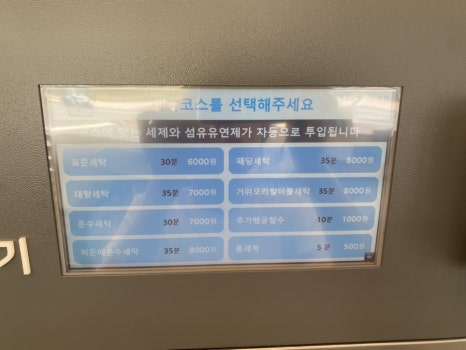 코스를 선택해주세요
세제와 섬유유연제가 자동으로 투입됩니다
표준세탁 30분 6000원
패딩세탁 35분 8000원
대량세탁 35분 7000원
거위오리털이불세탁 35분 8000원
온수세탁 30분 7000원
추가헹굼탈수 10분 1000원
찌든때온수세탁 35분 8000원
통세척 5분 500원
기